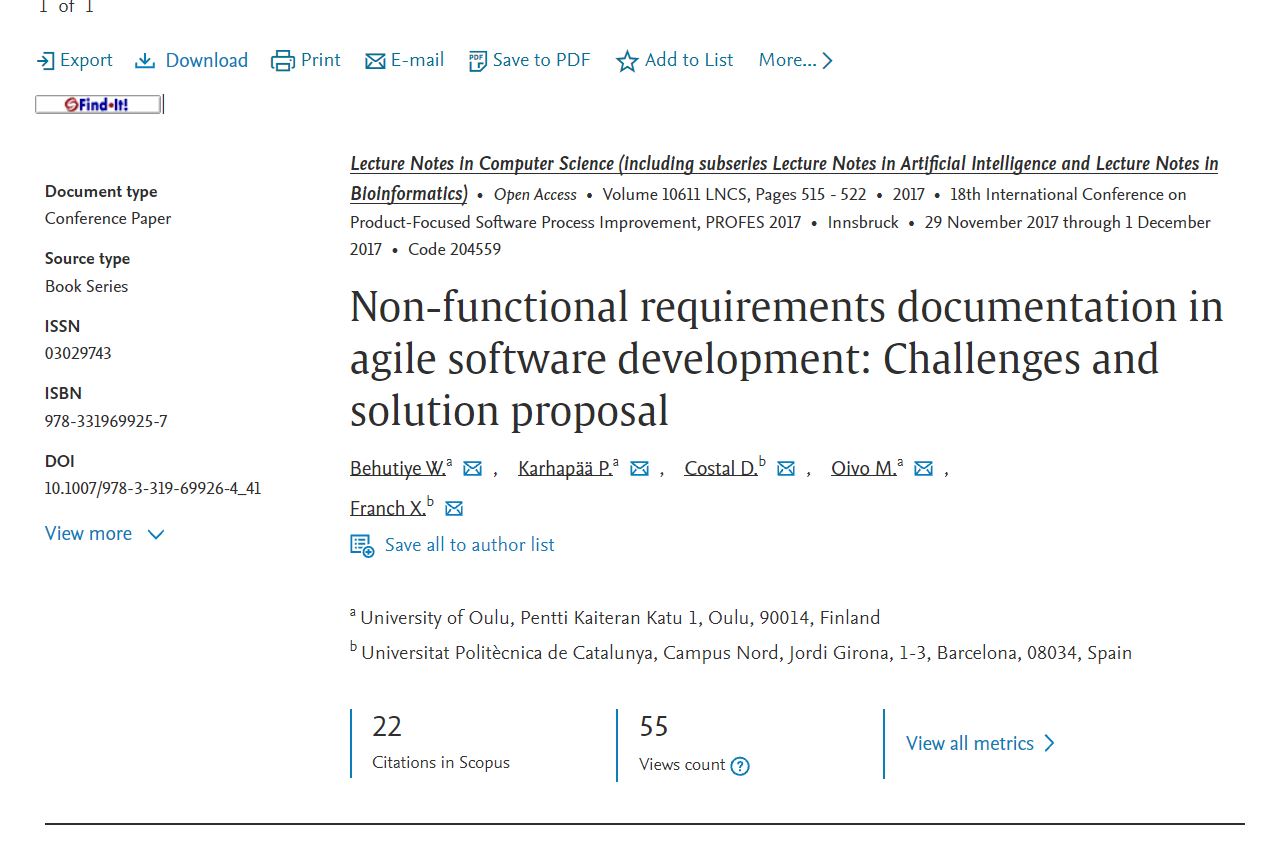 1 of 1
Export Download Print E-mail Save to PDF Add to List More...
Find It!
Lecture Notes in Computer Science (including subseries Lecture Notes in Artificial Intelligence and Lecture Notes in
Bioinformatics) • Open Access • Volume 10611 LNCS, Pages 515 - 522 • 2017 • 18th International Conference on
Product-Focused Software Process Improvement, PROFES 2017 • Innsbruck • 29 November 2017 through 1 December
2017 • Code 204559
Document type
Conference Paper
Source type
Book Series
ISSN
03029743
ISBN
978-331969925-7
DOI
10.1007/978-3-319-69926-4_41
View more
Non-functional requirements documentation in
agile software development: Challenges and
solution proposal
Behutiye W.a , Karhapää P.a , Costal D.b , Oivo M.a ,
Franch X.b
Save all to author list
a University of Oulu, Pentti Kaiteran Katu 1, Oulu, 90014, Finland
b Universitat Politècnica de Catalunya, Campus Nord, Jordi Girona, 1-3, Barcelona, 08034, Spain
22
Citations in Scopus
55
Views count ?
View all metrics